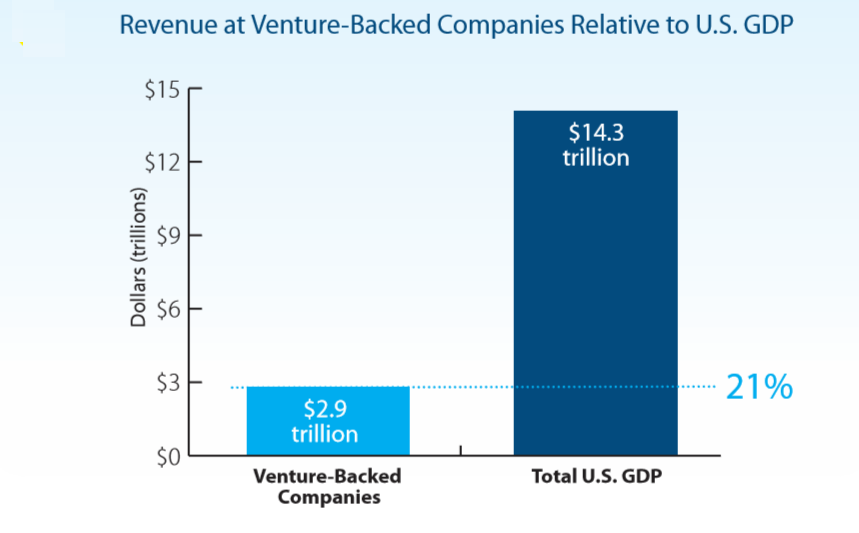 Revenue at Venture-Backed Companies Relative to U.S. GDP
$15
$12
$9
$6
$3
$0
Dollars (trillions)
$2.9
trillion
$14.3
trillion
21%
Venture-Backed
Companies
Total U.S. GDP